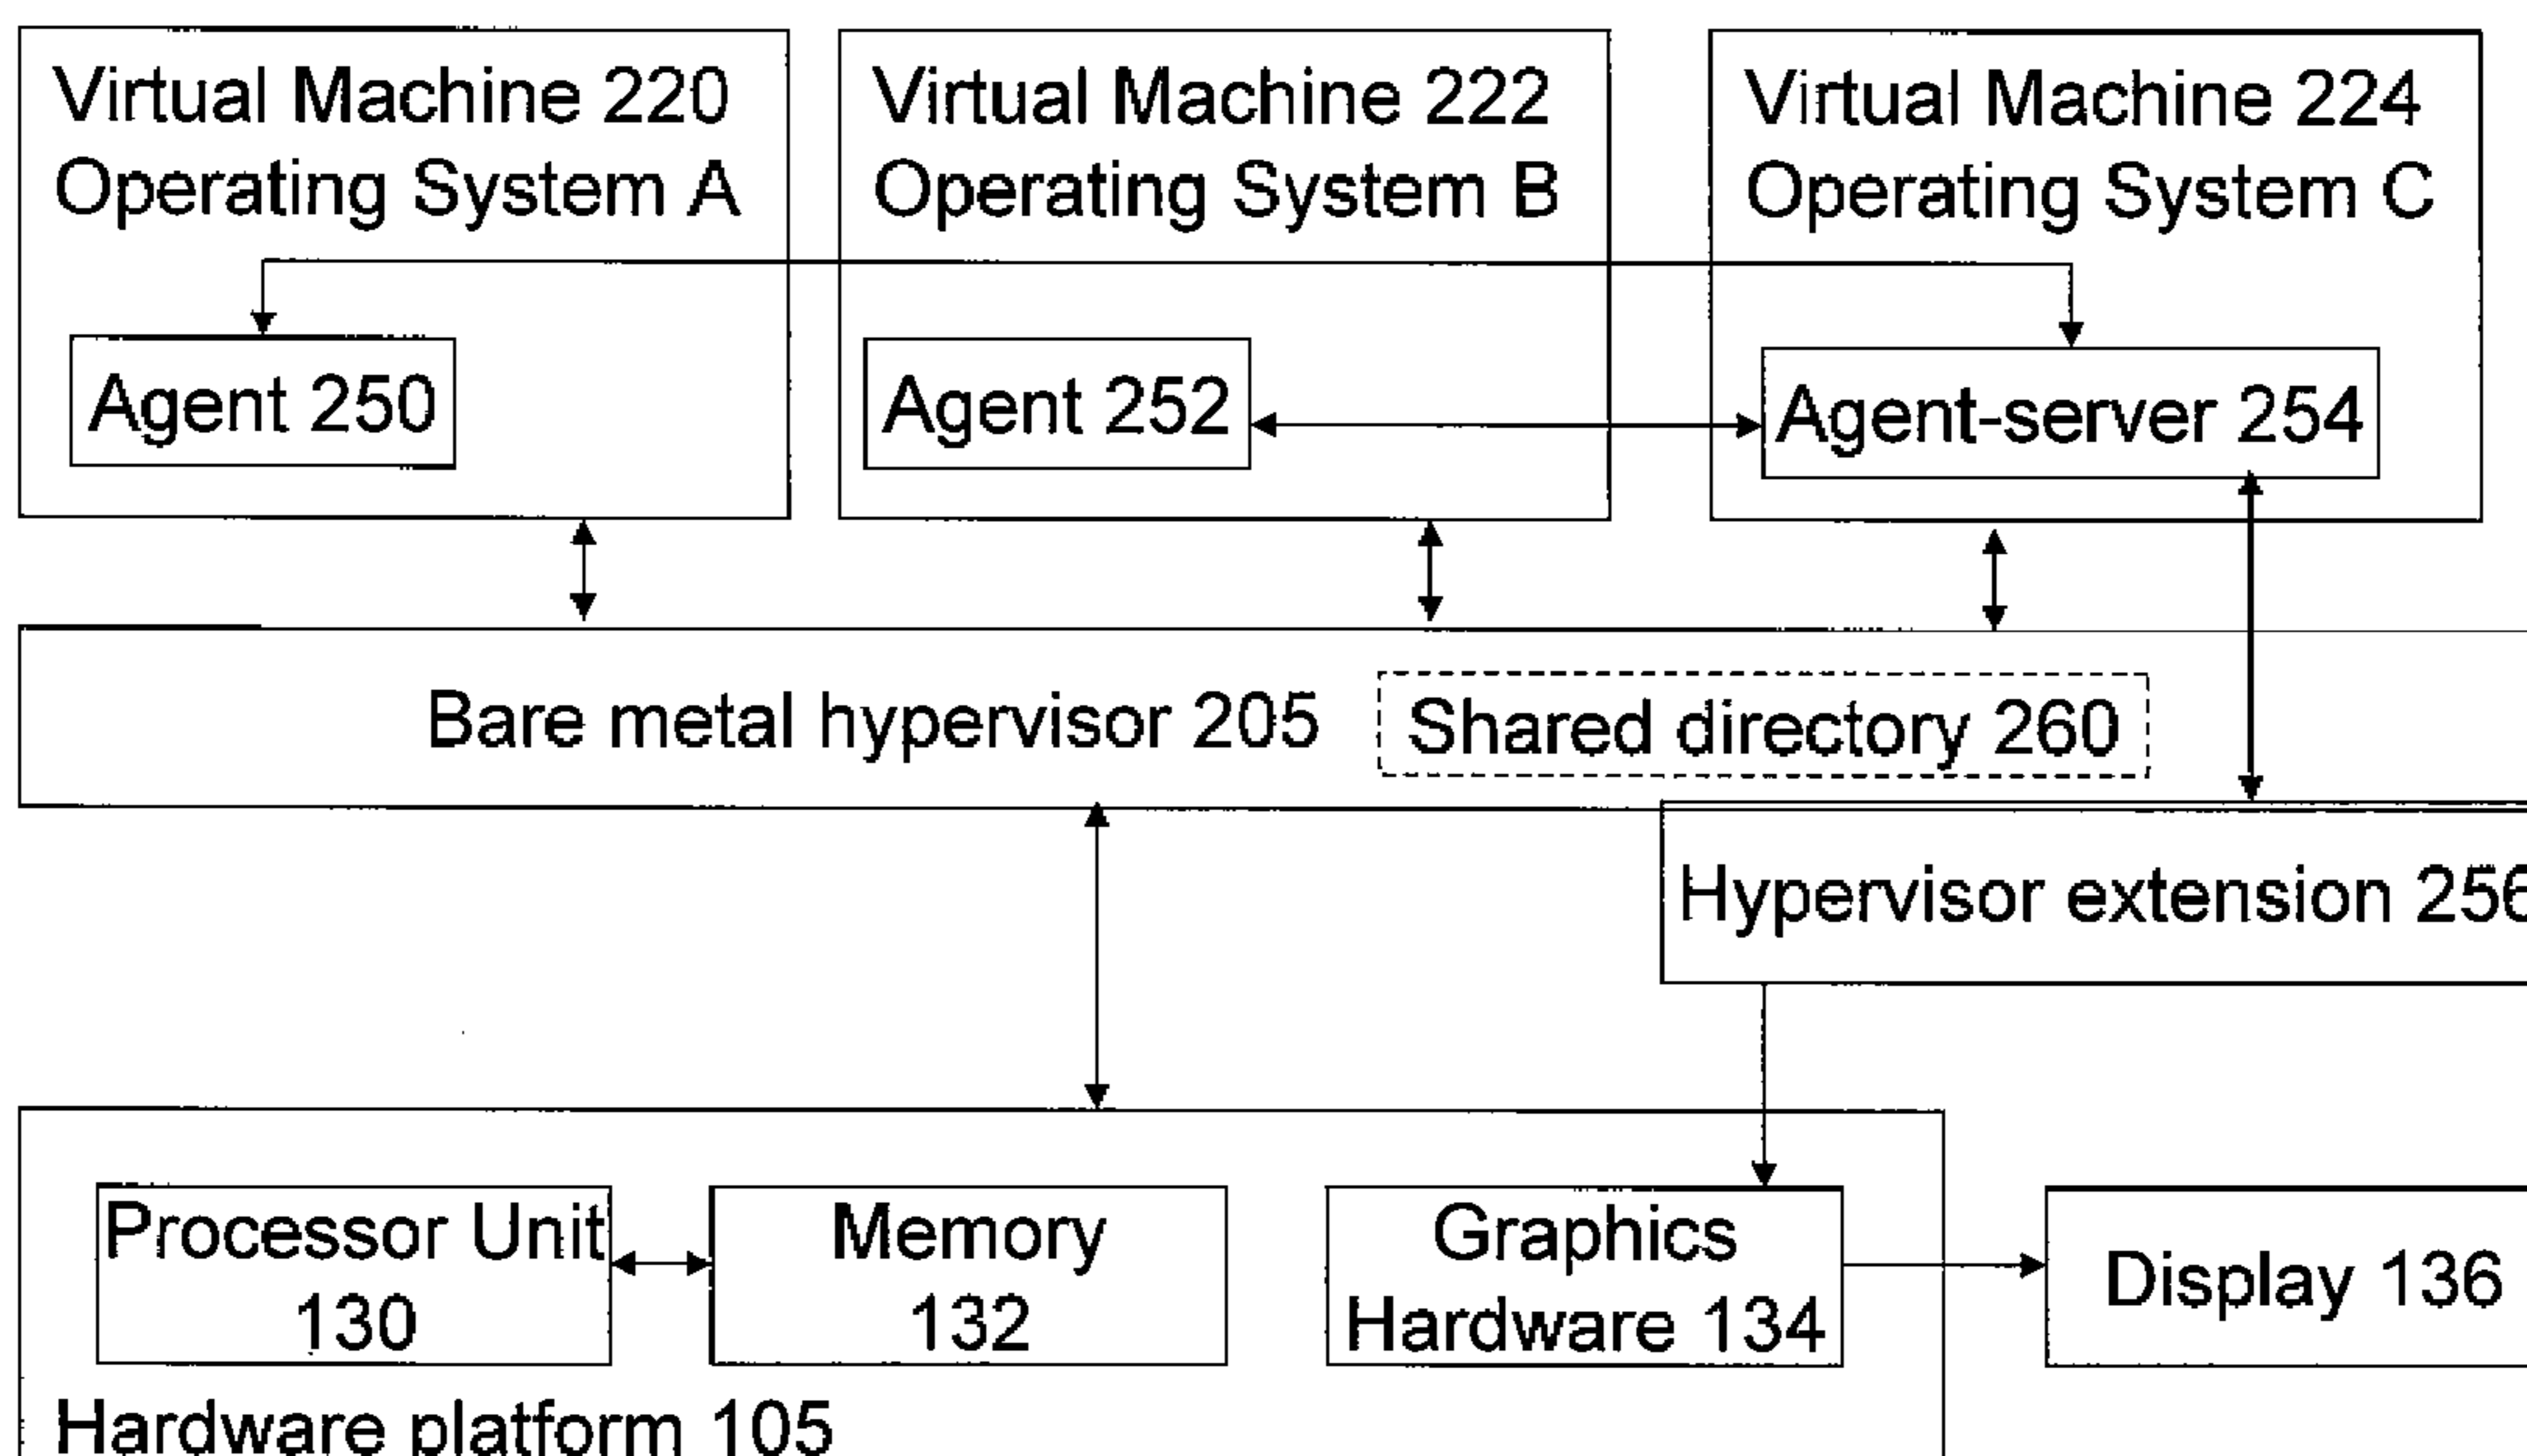 Virtual Machine 220
Operating System A
Virtual Machine 222
Operating System B
Virtual Machine 224
Operating System C
Agent 250
Agent 252
Agent-server 254
Bare metal hypervisor 205
Shared directory 260
Hypervisor extension 256
Processor Unit
130
Memory
132
Graphics
Hardware 134
Display 136
Hardware platform 105